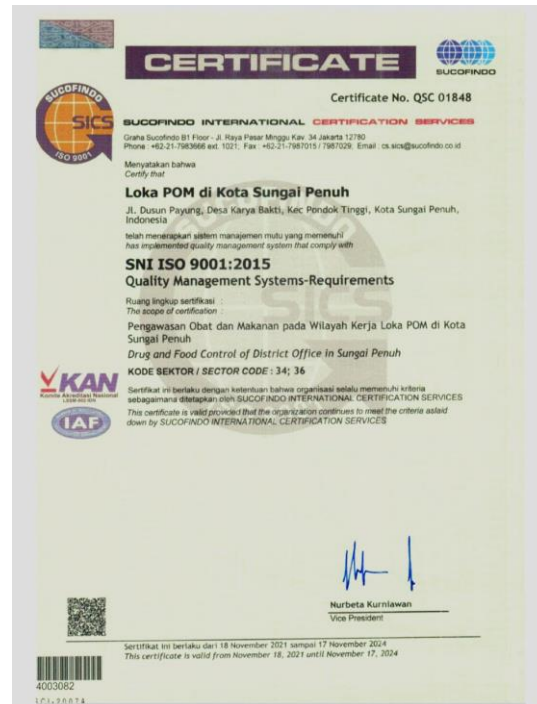 CERTIFICATE
SUCOFINDO
Certificate No. QSC 01848
SUCOFINDO
SICS
ISO 9001
SUCOFINDO INTERNATIONAL CERTIFICATION SERVICES
Graha Sucofindo B1 Floor - Jl. Raya Pasar Minggu Kav. 34 Jakarta 12780
Phone : +62-21-7983666 ext. 1021; Fax : +62-21-7987015 / 7987029; Email : cs.sics@sucofindo.co.id
Menyatakan bahwa
Certify that
Loka POM di Kota Sungai Penuh
Jl. Dusun Payung, Desa Karya Bakti, Kec Pondok Tinggi, Kota Sungai Penuh,
Indonesia
telah menerapkan sistem manajemen mutu yang memenuhi
has implemented quality management system that comply with
SNI ISO 9001:2015
Quality Management Systems-Requirements
Ruang lingkup sertifikasi :
The scope of certification :
Pengawasan Obat dan Makanan pada Wilayah Kerja Loka POM di Kota
Sungai Penuh
Drug and Food Control of District Office in Sungai Penuh
KODE SEKTOR / SECTOR CODE : 34; 36
KAN
Komite Akreditasi Nasional
IAF
Sertifikat ini berlaku dengan ketentuan bahwa organisasi selalu memenuhi kriteria
sebagaimana ditetapkan oleh SUCOFINDO INTERNATIONAL CERTIFICATION SERVICES
This certificate is valid provided that the organization continues to meet the criteria aslaid
down by SUCOFINDO INTERNATIONAL CERTIFICATION SERVICES
Nurbeta Kurniawan
Vice President
Sertifikat ini berlaku dari 18 November 2021 sampai 17 November 2024
This certificate is valid from November 18, 2021 until November 17, 2024
4003082